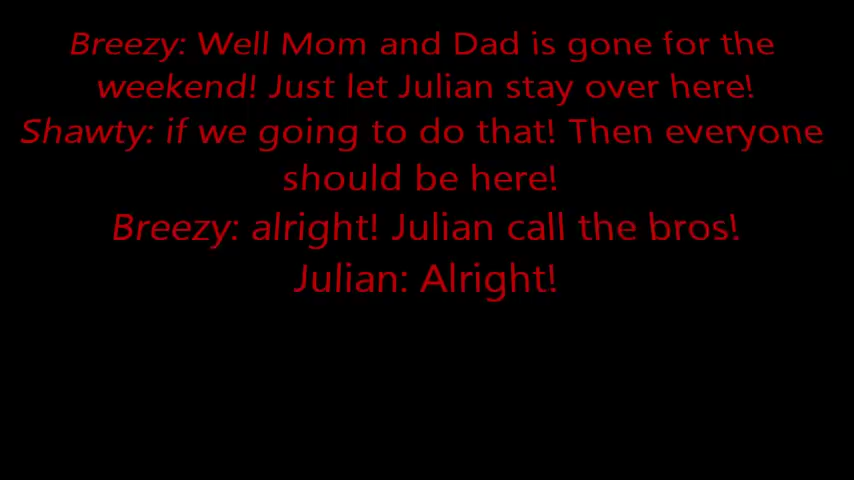 Breezy: Well Mom and Dad is gone for the
weekend! Just let Julian stay over here!
Shawty: if we going to do that! Then everyone
should be here!
Breezy: alright! Julian call the bros!
Julian: Alright!